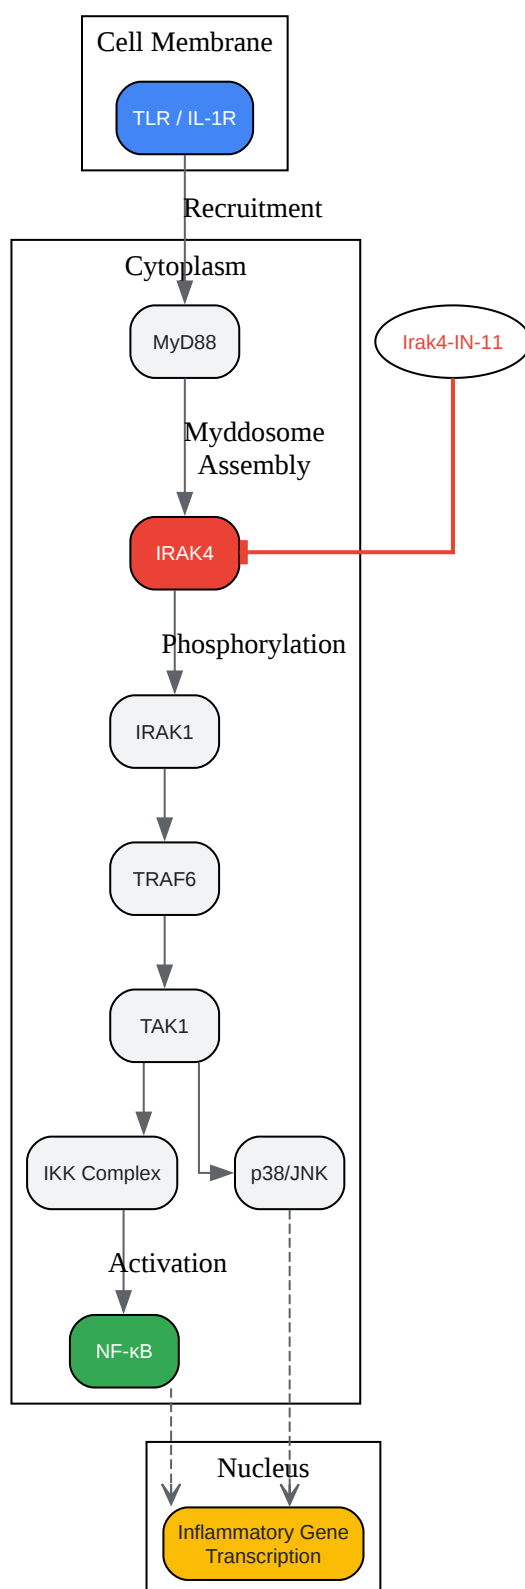 Cell Membrane
TLR / IL-1R
Recruitment
Cytoplasm
MyD88
Irak4-IN-11
Myddosome
Assembly
IRAK4
Phosphorylation
IRAK1
TRAF6
TAK1
IKK Complex
p38/JNK
Activation
NF-κB
Nucleus
Inflammatory Gene
Transcription